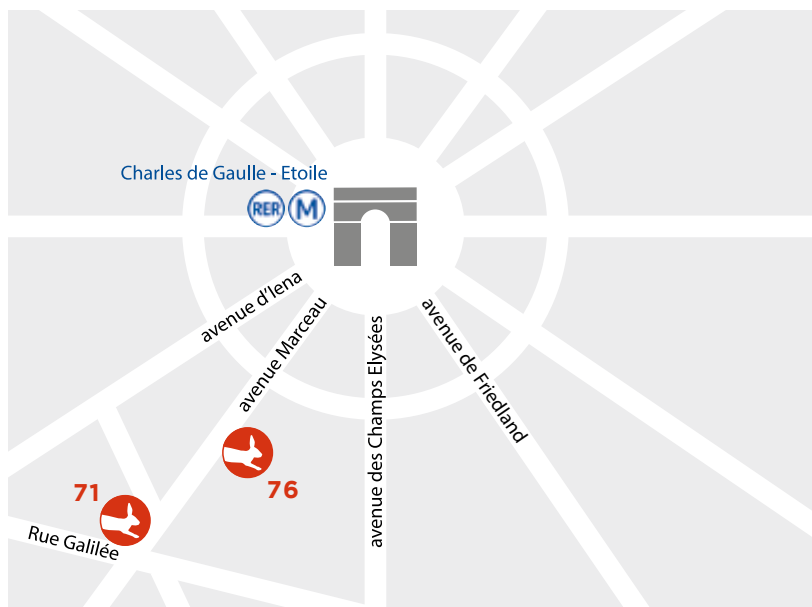 Charles de Gaulle - Etoile
RER M
avenue d'Iena
avenue Marceau
avenue des Champs Elysées
avenue de Friedland
76
71
Rue Galilée